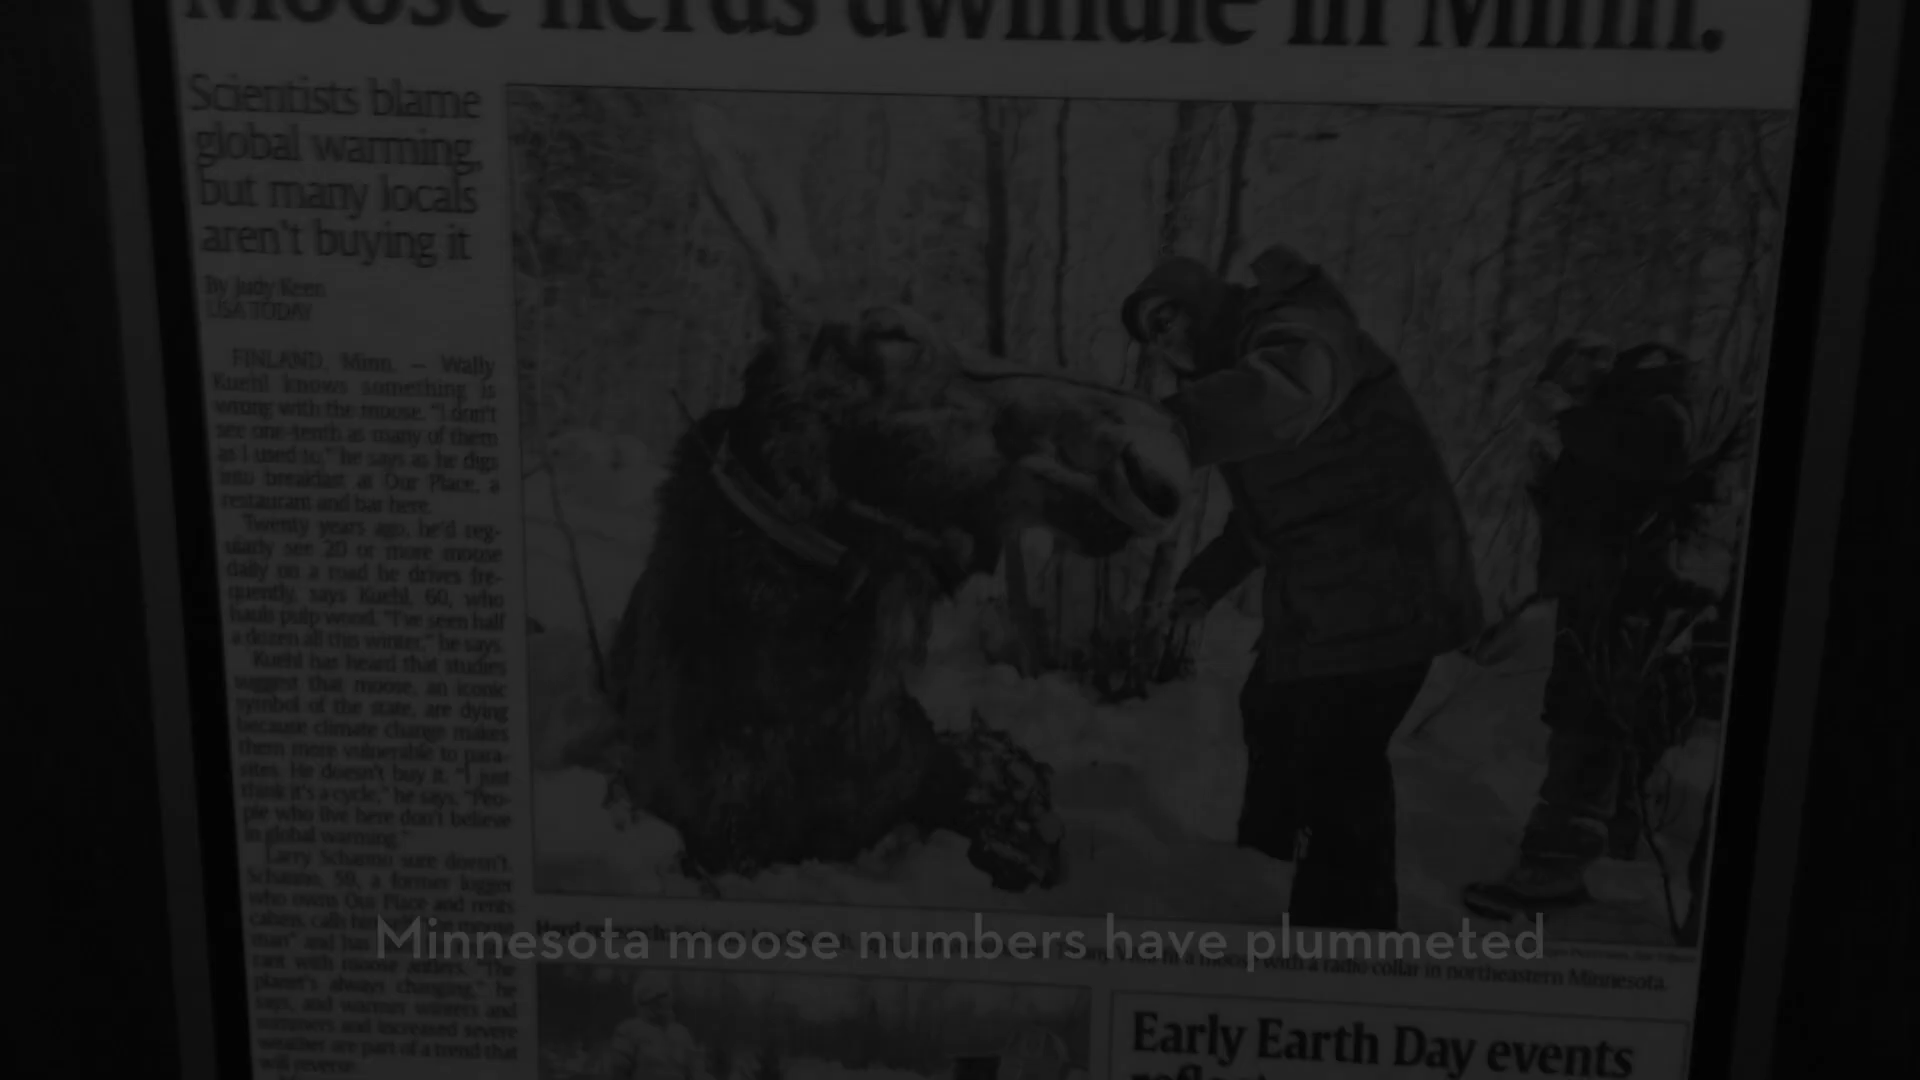 Moose herds dwindle in Minn.
Scientists blame
global warming,
but many locals
aren't buying it
By Judy Keen
USA TODAY
FINLAND, Minn. — Wally
Kuehl knows something is
wrong with the moose. "I don't
see one-tenth as many of them
as I used to," he says as he digs
into breakfast at Our Place, a
restaurant and bar here.
Twenty years ago, he'd reg-
ularly see 20 or more moose
daily on a road he drives fre-
quently, says Kuehl, 60, who
hauls pulp wood. "I've seen half
a dozen all this winter," he says.
Kuehl has heard that studies
suggest that moose, an iconic
symbol of the state, are dying
because climate change makes
them more vulnerable to para-
sites. He doesn't buy it. "I just
think it's a cycle," he says. "Peo-
ple who live here don't believe
in global warming."
Larry Schanno sure doesn't.
Schanno, 59, a former logger
who owns Our Place and rents
cabins, calls
man" and has
rant with moose antlers. "The
planet's always changing," he
says, and warmer winters and
summers and increased severe
weather are part of a trend that
will reverse.
a moose with a radio collar in northeastern Minnesota.
Early Earth Day events
Minnesota moose numbers have plummeted